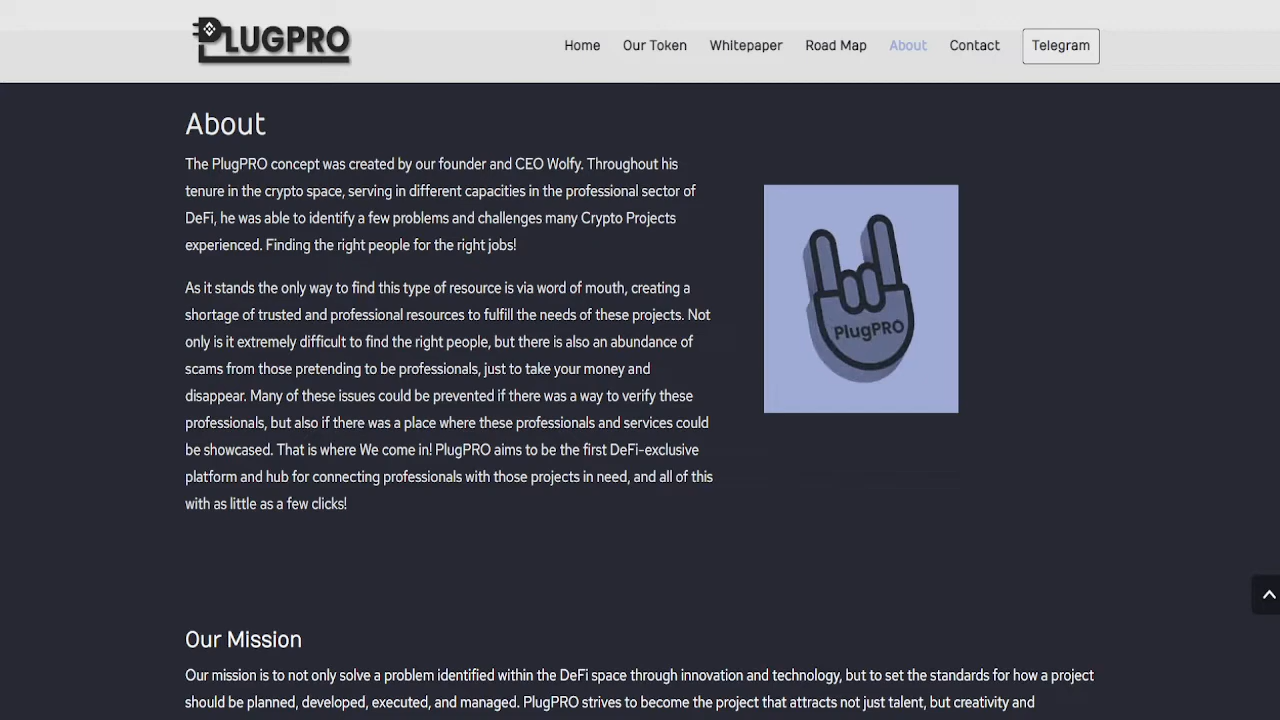 PLUGPRO
Home Our Token Whitepaper Road Map About Contact Telegram
About
The PlugPRO concept was created by our founder and CEO Wolfy. Throughout his
tenure in the crypto space, serving in different capacities in the professional sector of
DeFi, he was able to identify a few problems and challenges many Crypto Projects
experienced. Finding the right people for the right jobs!
As it stands the only way to find this type of resource is via word of mouth, creating a
shortage of trusted and professional resources to fulfill the needs of these projects. Not
only is it extremely difficult to find the right people, but there is also an abundance of
scams from those pretending to be professionals, just to take your money and
disappear. Many of these issues could be prevented if there was a way to verify these
professionals, but also if there was a place where these professionals and services could
be showcased. That is where We come in! PlugPRO aims to be the first DeFi-exclusive
platform and hub for connecting professionals with those projects in need, and all of this
with as little as a few clicks!
PlugPRO
Our Mission
Our mission is to not only solve a problem identified within the DeFi space through innovation and technology, but to set the standards for how a project
should be planned, developed, executed, and managed. PlugPRO strives to become the project that attracts not just talent, but creativity and